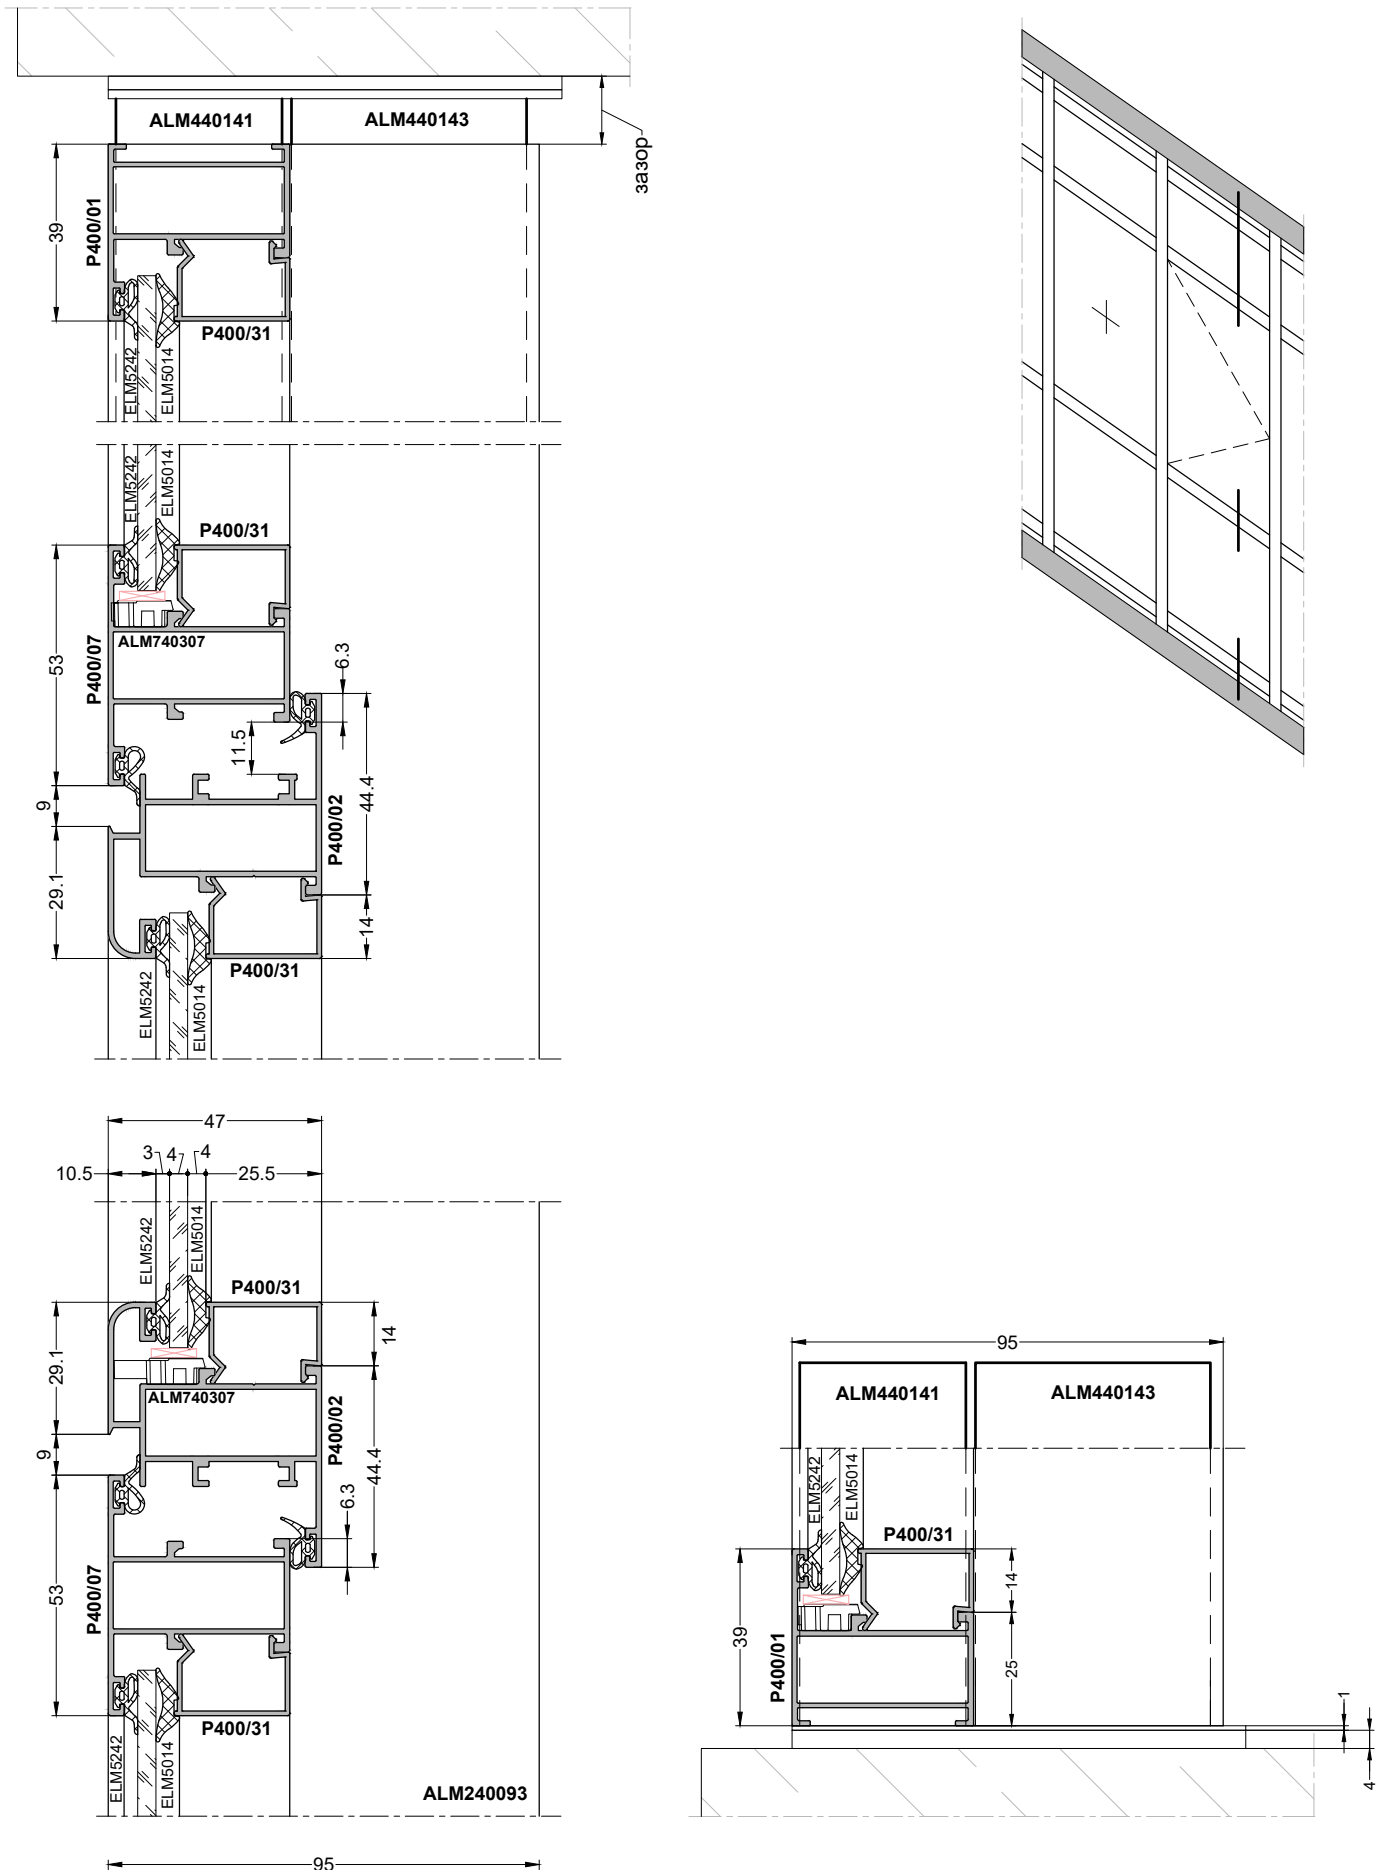 ALM440141
ALM440143
зазор
39
P400/01
P400/31
ELM5242
ELM5014
ELM5242
ELM5014
P400/31
53
P400/07
ALM740307
6.3
11.5
44.4
9
P400/02
29.1
14
P400/31
ELM5242
ELM5014
47
10.5
3
4
4
25.5
ELM5242
ELM5014
P400/31
29.1
14
ALM740307
P400/02
9
44.4
6.3
53
P400/07
P400/31
ELM5242
ELM5014
ALM240093
95
95
ALM440141
ALM440143
ELM5242
ELM5014
P400/31
39
14
P400/01
25
1
4